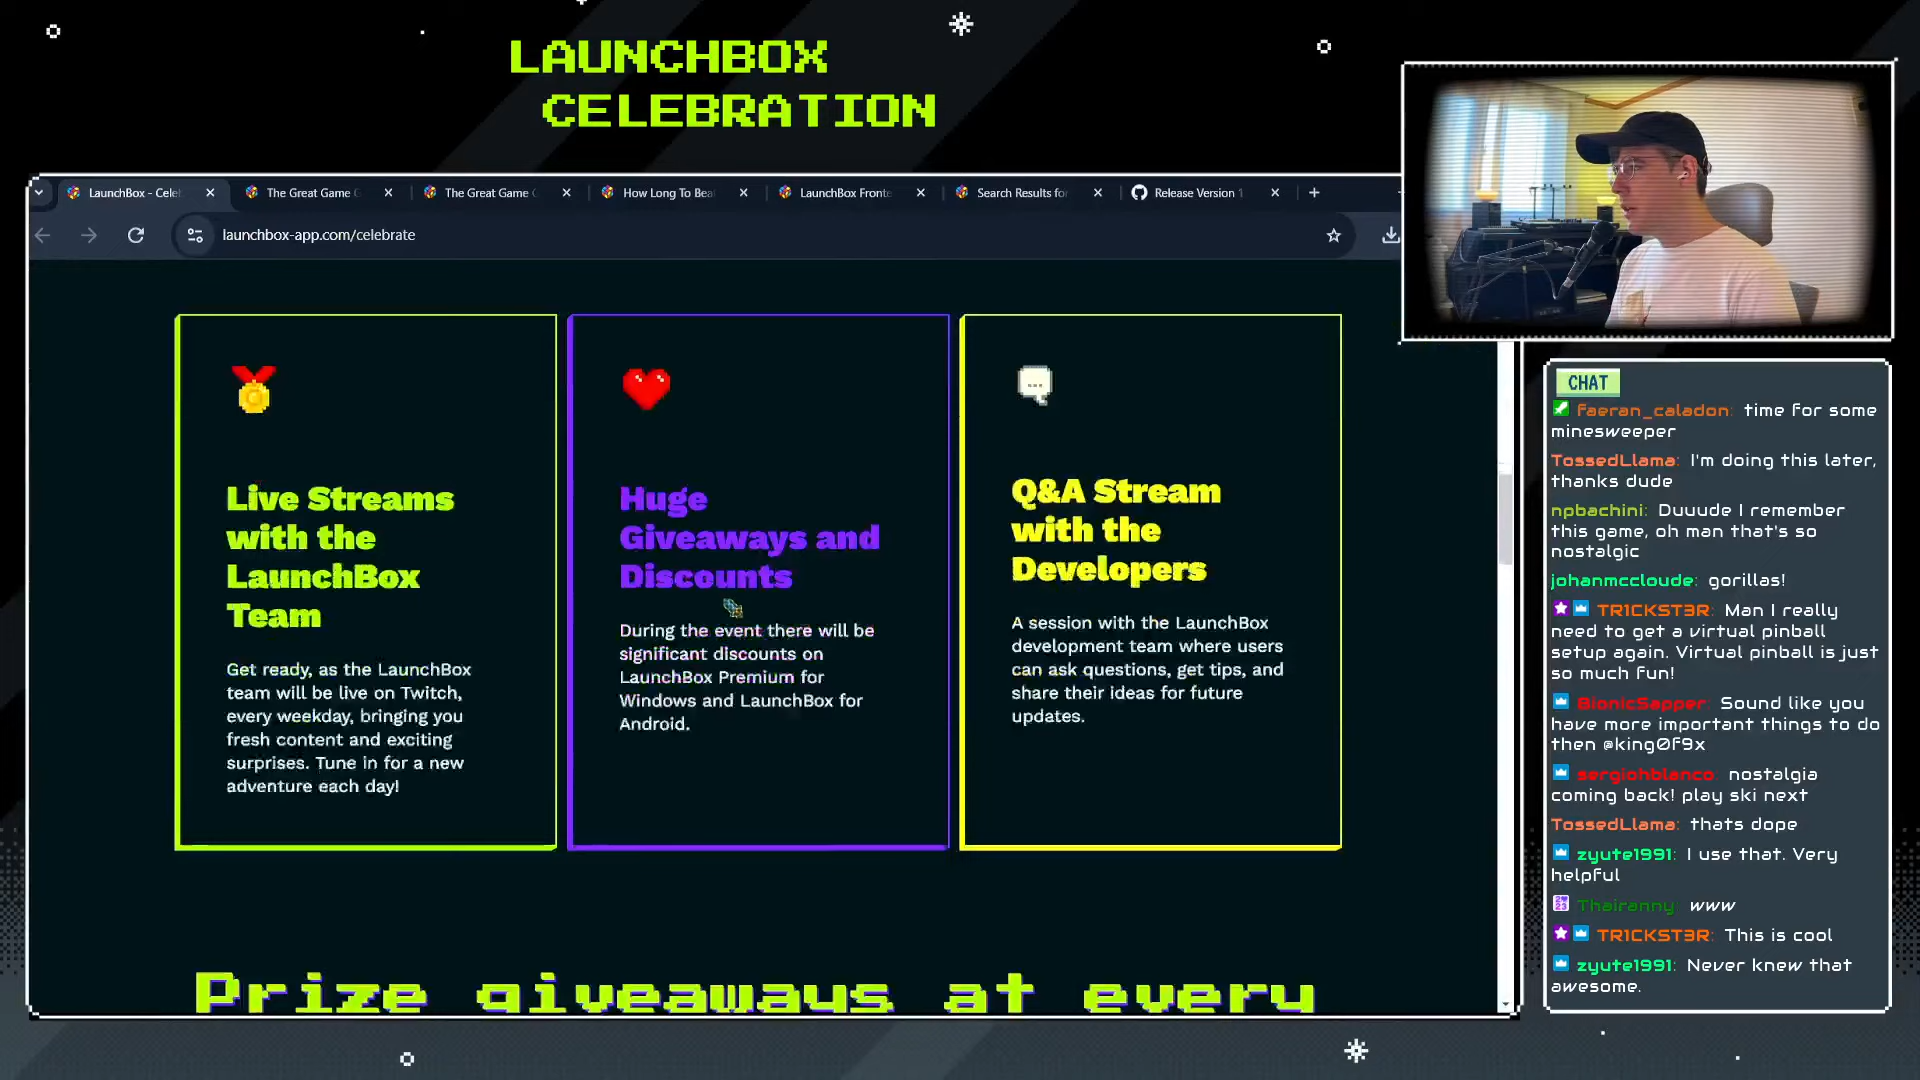 LAUNCHBOX
CELEBRATION
LaunchBox - Celeb
The Great Game
The Great Game
How Long To Bea
LaunchBox Fronte
Search Results for
Release Version 1
launchbox-app.com/celebrate
Live Streams
with the
LaunchBox
Team
Get ready, as the LaunchBox
team will be live on Twitch,
every weekday, bringing you
fresh content and exciting
surprises. Tune in for a new
adventure each day!
Huge
Giveaways and
Discounts
During the event there will be
significant discounts on
LaunchBox Premium for
Windows and LaunchBox for
Android.
Q&A Stream
with the
Developers
A session with the LaunchBox
development team where users
can ask questions, get tips, and
share their ideas for future
updates.
Prize giveaways at every
CHAT
faeran_caladon: time for some
minesweeper
TossedLlama: I'm doing this later,
thanks dude
npbachini: Duuude I remember
this game, oh man that's so
nostalgic
johanmccloude: gorillas!
TR1CKST3R: Man I really
need to get a virtual pinball
setup again. Virtual pinball is just
so much fun!
BionicSapper: Sound like you
have more important things to do
then @king0f9x
sergiohblanco: nostalgia
coming back! play ski next
TossedLlama: thats dope
zyute1991: I use that. Very
helpful
Thairanny: www
TR1CKST3R: This is cool
zyute1991: Never knew that
awesome.